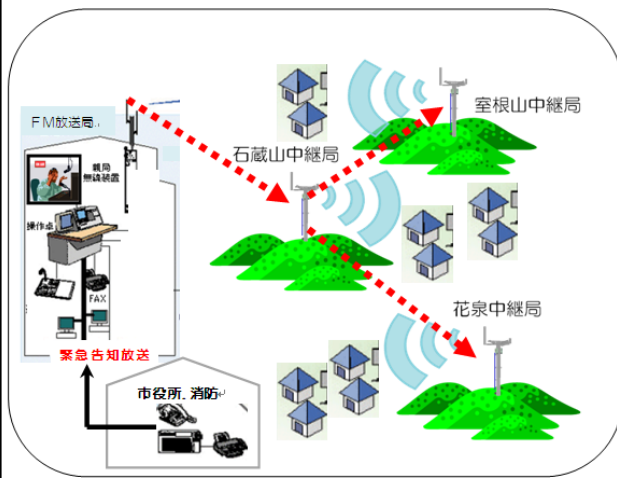 FM放送局..
親局
無線装置
操作卓
FAX
緊急告知放送
市役所.消防
石蔵山中継局
室根山中継局
花泉中継局